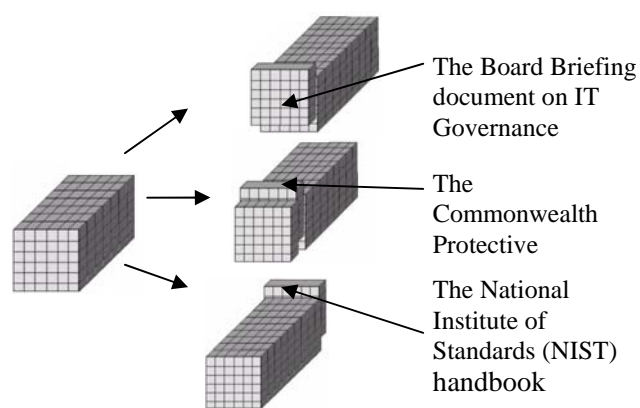 The Board Briefing
document on IT
Governance
The
Commonwealth
Protective
The National
Institute of
Standards (NIST)
handbook